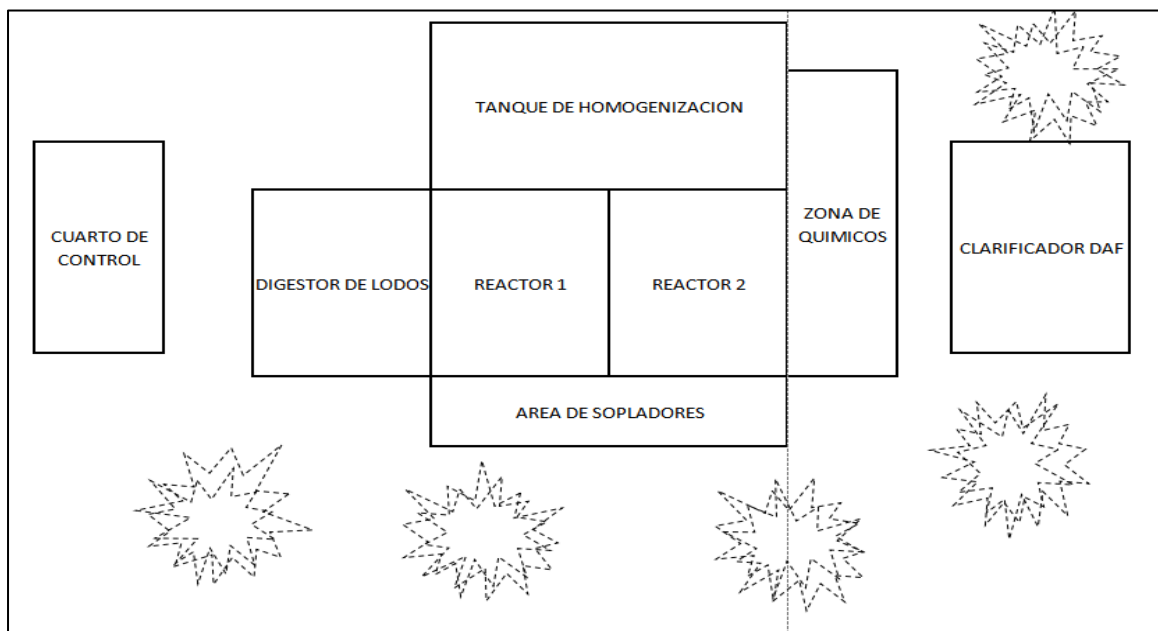 TANQUE DE HOMOGENIZACION
CUARTO DE
CONTROL
DIGESTOR DE LODOS
REACTOR 1
REACTOR 2
ZONA DE
QUIMICOS
CLARIFICADOR DAF
AREA DE SOPLADORES